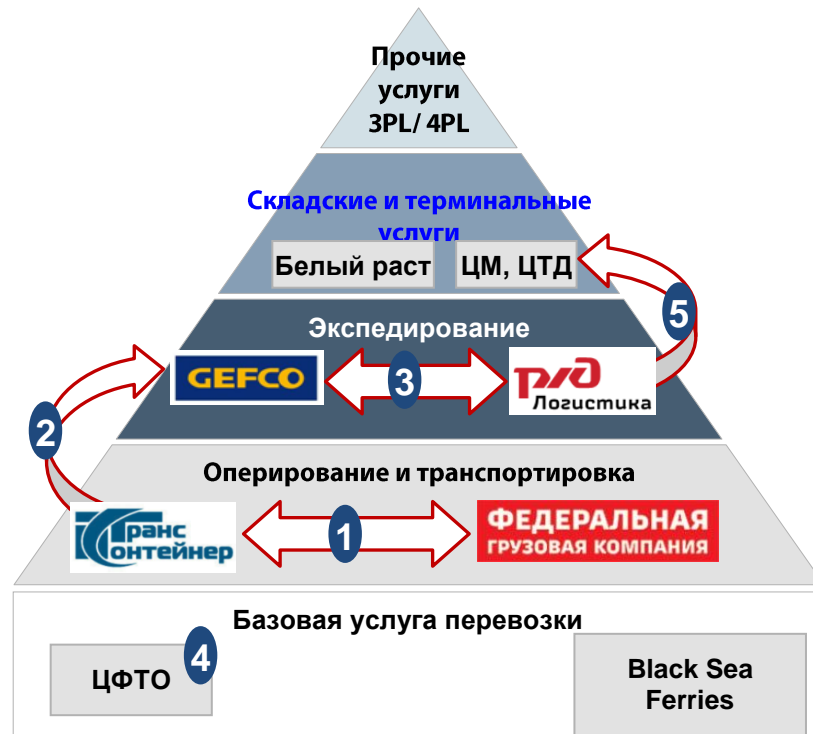 Прочие
услуги
3PL/ 4PL
Складские и терминальные
услуги
Белый раст
ЦМ, ЦТД
5
Экспедирование
GEFCO
3
ржд
Логистика
2
Оперирование и транспортировка
Транс
Контейнер
1
ФЕДЕРАЛЬНАЯ
ГРУЗОВАЯ КОМПАНИЯ
Базовая услуга перевозки
ЦФТО
4
Black Sea
Ferries